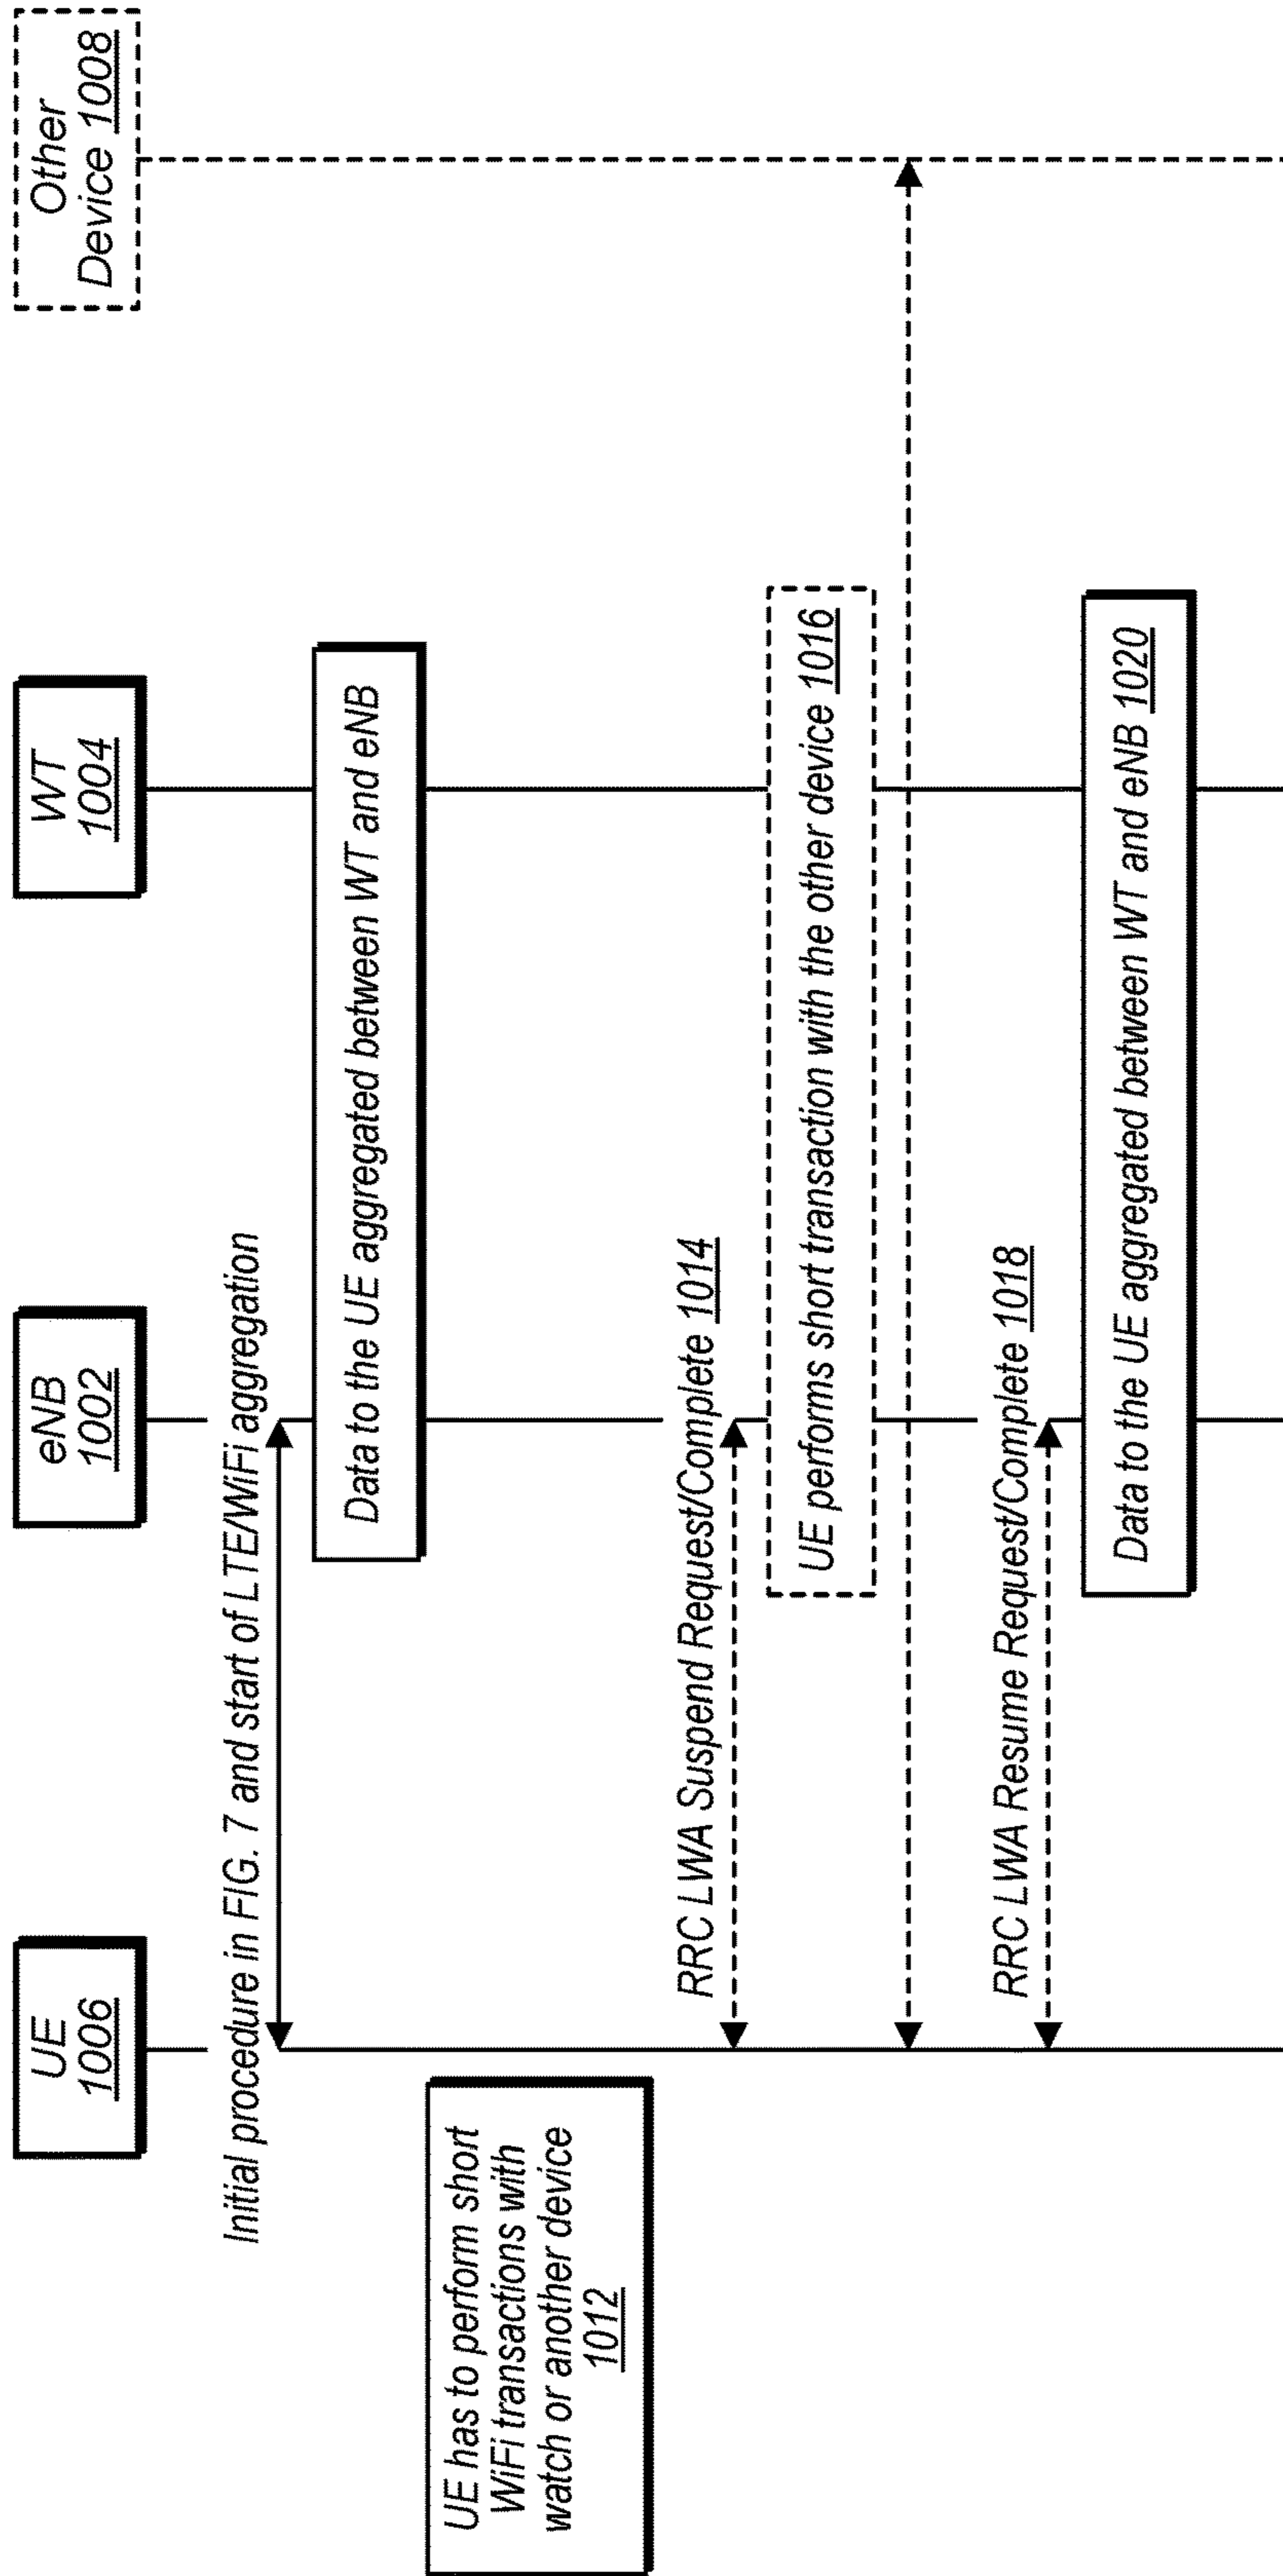 UE
1006
eNB
1002
WT
1004
Other
Device 1008
Initial procedure in FIG. 7 and start of LTE/WiFi aggregation
Data to the UE aggregated between WT and eNB
UE has to perform short
WiFi transactions with
watch or another device
1012
RRC LWA Suspend Request/Complete 1014
UE performs short transaction with the other device 1016
RRC LWA Resume Request/Complete 1018
Data to the UE aggregated between WT and eNB 1020